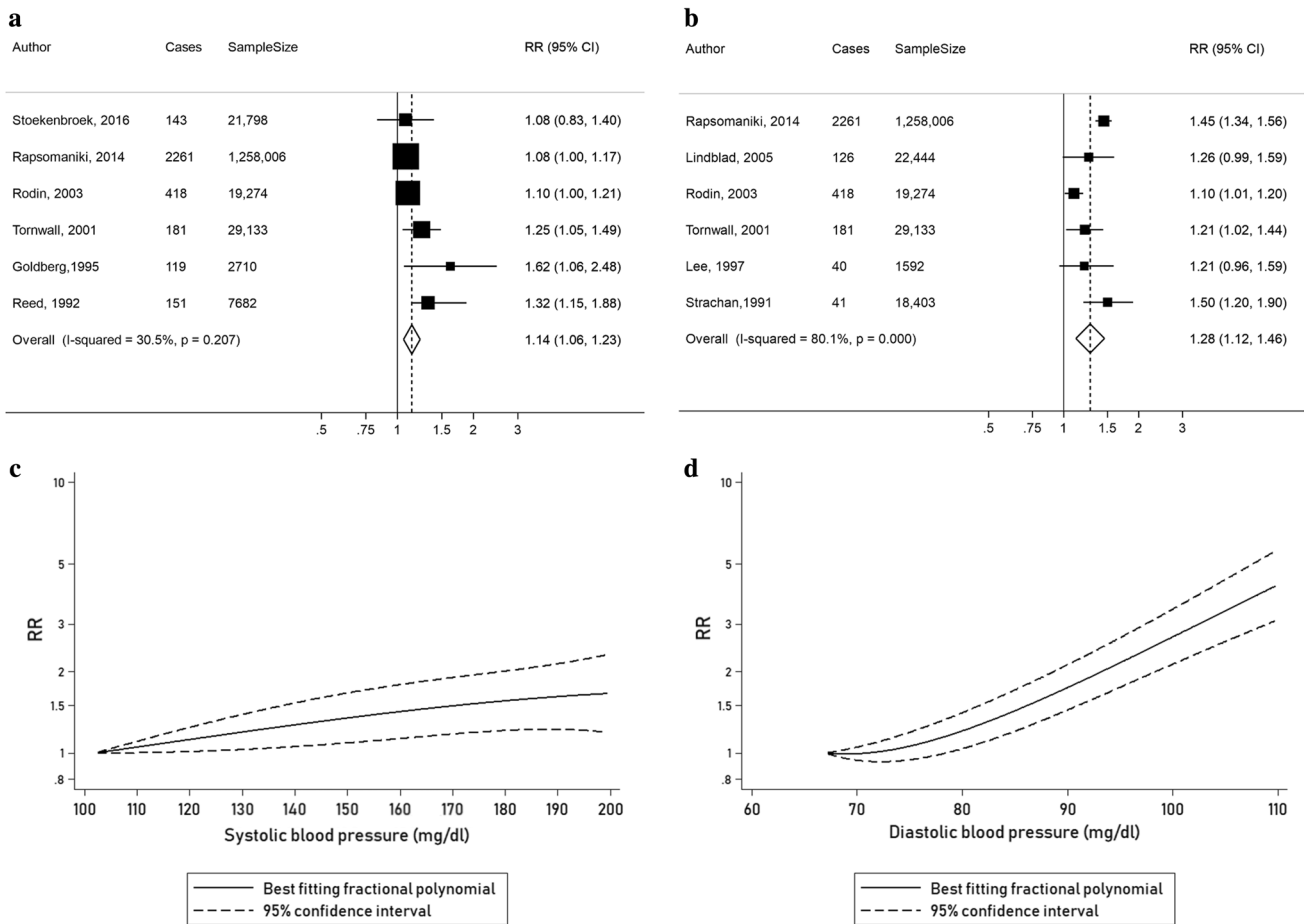 a
Author Cases SampleSize RR (95% CI)
Stoekenbroek, 2016 143 21,798 1.08 (0.83, 1.40)
Rapsomaniki, 2014 2261 1,258,006 1.08 (1.00, 1.17)
Rodin, 2003 418 19,274 1.10 (1.00, 1.21)
Tornwall, 2001 181 29,133 1.25 (1.05, 1.49)
Goldberg,1995 119 2710 1.62 (1.06, 2.48)
Reed, 1992 151 7682 1.32 (1.15, 1.88)
Overall (I-squared = 30.5%, p = 0.207) 1.14 (1.06, 1.23)
.5 .75 1 1.5 2 3
b
Author Cases SampleSize RR (95% CI)
Rapsomaniki, 2014 2261 1,258,006 1.45 (1.34, 1.56)
Lindblad, 2005 126 22,444 1.26 (0.99, 1.59)
Rodin, 2003 418 19,274 1.10 (1.01, 1.20)
Tornwall, 2001 181 29,133 1.21 (1.02, 1.44)
Lee, 1997 40 1592 1.21 (0.96, 1.59)
Strachan,1991 41 18,403 1.50 (1.20, 1.90)
Overall (I-squared = 80.1%, p = 0.000) 1.28 (1.12, 1.46)
.5 .75 1 1.5 2 3
c
10
5
3
2
1.5
1
.8
RR
100 110 120 130 140 150 160 170 180 190 200
Systolic blood pressure (mg/dl)
Best fitting fractional polynomial
95% confidence interval
d
10
5
3
2
1.5
1
.8
RR
60 70 80 90 100 110
Diastolic blood pressure (mg/dl)
Best fitting fractional polynomial
95% confidence interval